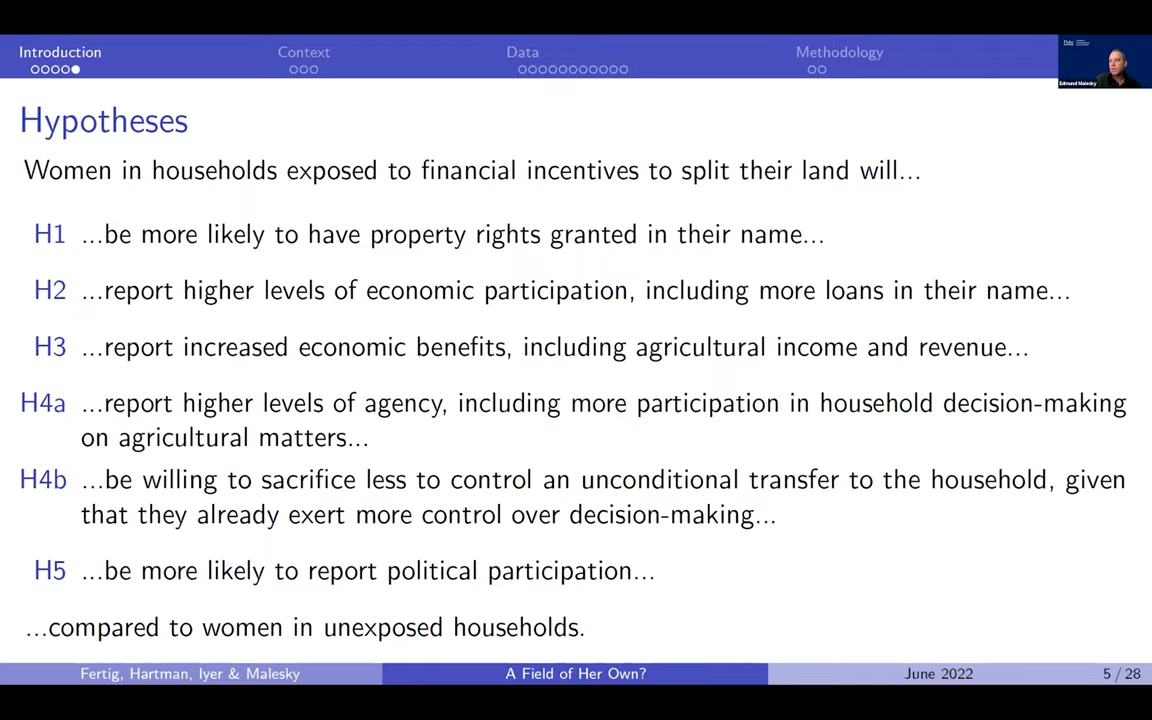 Introduction
Context
Data
Methodology
Duke
Edmund Malesky
Hypotheses
Women in households exposed to financial incentives to split their land will...
H1 ...be more likely to have property rights granted in their name...
H2 ...report higher levels of economic participation, including more loans in their name...
H3 ...report increased economic benefits, including agricultural income and revenue...
H4a ...report higher levels of agency, including more participation in household decision-making
on agricultural matters...
H4b ...be willing to sacrifice less to control an unconditional transfer to the household, given
that they already exert more control over decision-making...
H5 ...be more likely to report political participation...
...compared to women in unexposed households.
Fertig, Hartman, Iyer & Malesky
A Field of Her Own?
June 2022
5 / 28